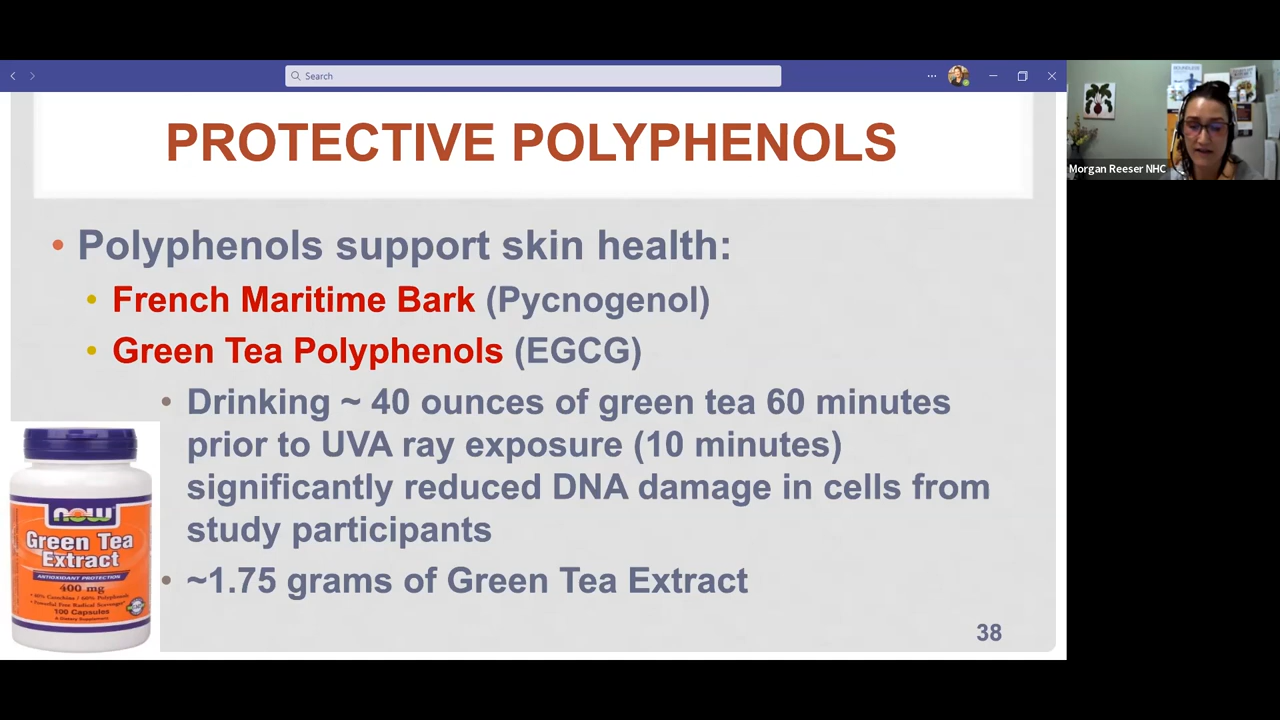 Search
PROTECTIVE POLYPHENOLS
Morgan Reeser NHC
• Polyphenols support skin health:
• French Maritime Bark (Pycnogenol)
• Green Tea Polyphenols (EGCG)
• Drinking ~ 40 ounces of green tea 60 minutes
prior to UVA ray exposure (10 minutes)
significantly reduced DNA damage in cells from
study participants
• ~1.75 grams of Green Tea Extract
now
Green Tea
Extract
ANTIOXIDANT PROTECTION
400 mg
100 Capsules
38